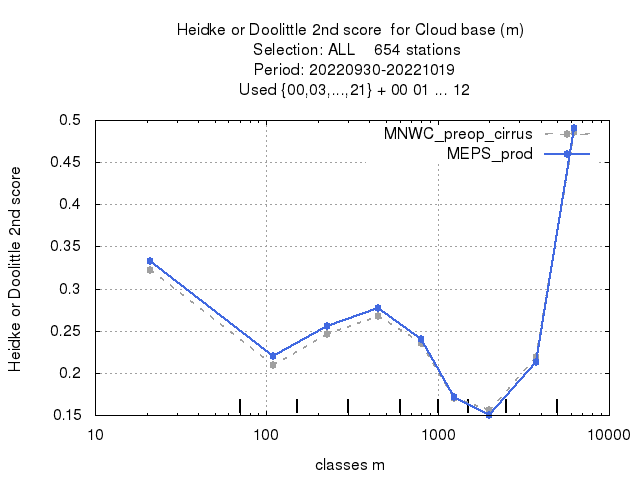 Heidke or Doolittle 2nd score  for Cloud base (m)
Selection: ALL    654 stations
Period: 20220930-20221019
Used {00,03,...,21} + 00 01 ... 12
MNWC_preop_cirrus
MEPS_prod
Heidke or Doolittle 2nd score
0.5
0.45
0.4
0.35
0.3
0.25
0.2
0.15
10
100
1000
10000
classes m